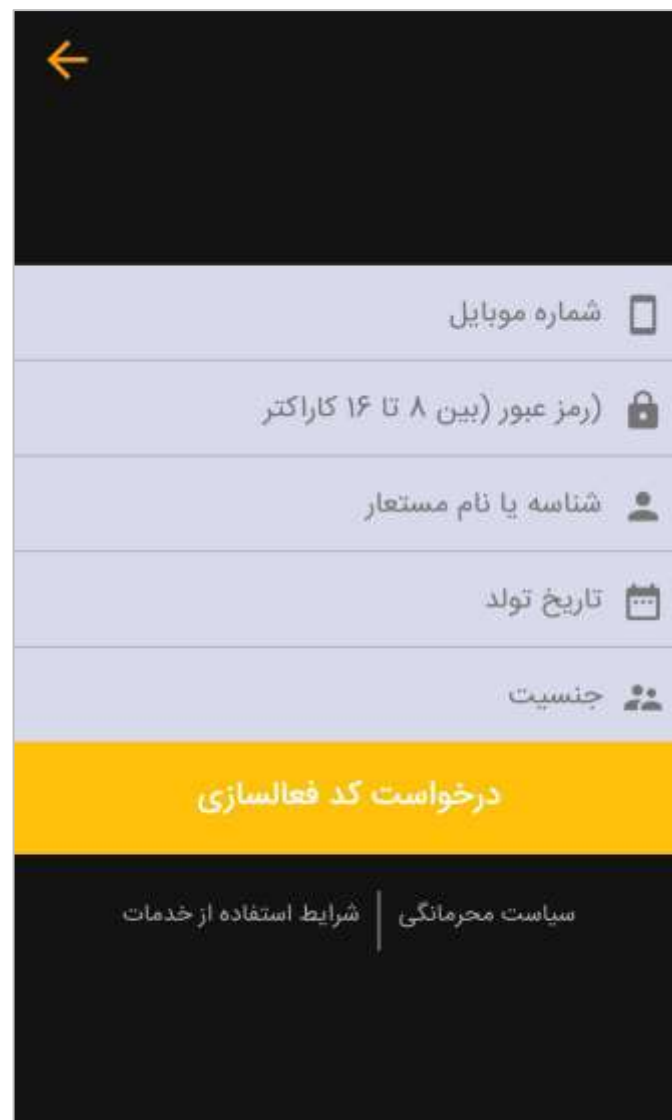 شماره موبایل
(رمز عبور (بین ۸ تا ۱۶ کاراکتر
شناسه یا نام مستعار
تاریخ تولد
جنسیت
درخواست کد فعالسازی
سیاست محرمانگی | شرایط استفاده از خدمات